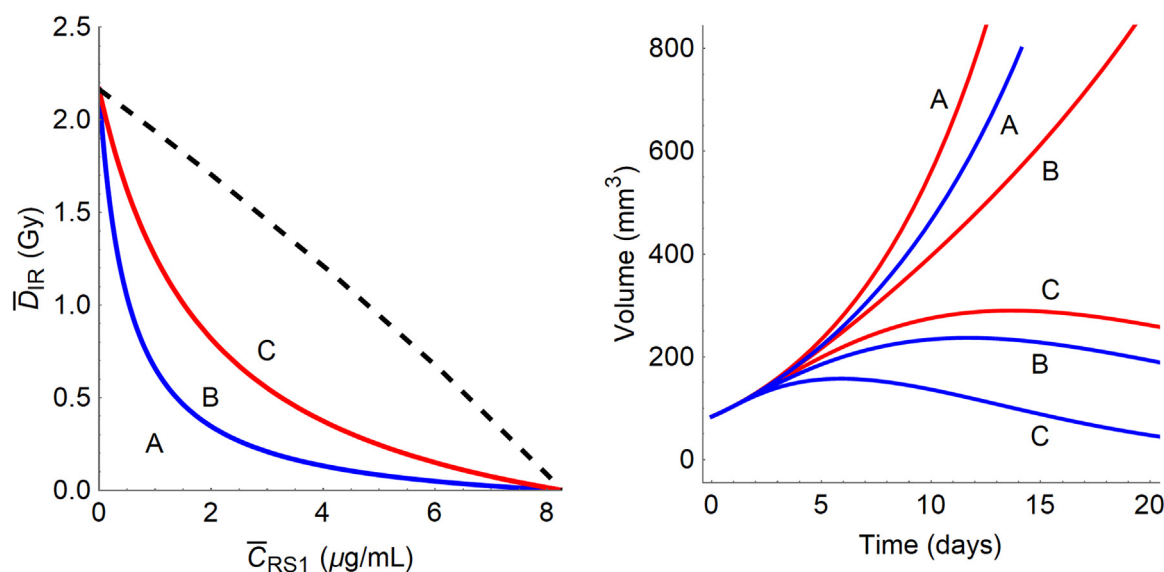 2.5
2.0
1.5
1.0
0.5
0.0
0 2 4 6 8
D̅IR (Gy)
C̅RS1 (µg/mL)
A
B
C
800
600
400
200
0
0 5 10 15 20
Volume (mm³)
Time (days)
A
A
B
C
B
C